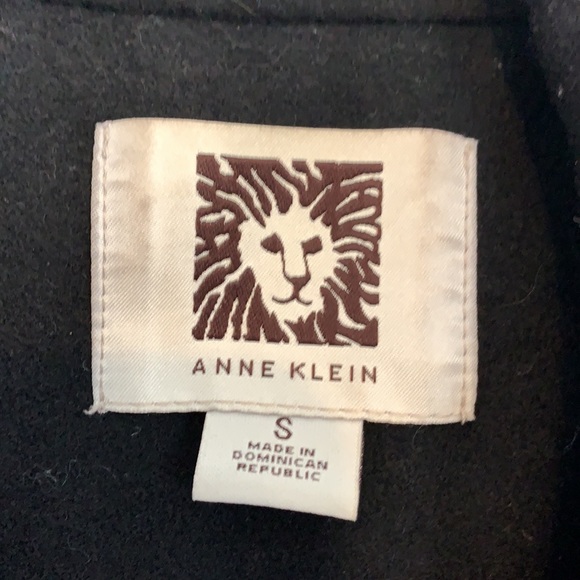 ANNE KLEIN
S
MADE IN
DOMINICAN
REPUBLIC